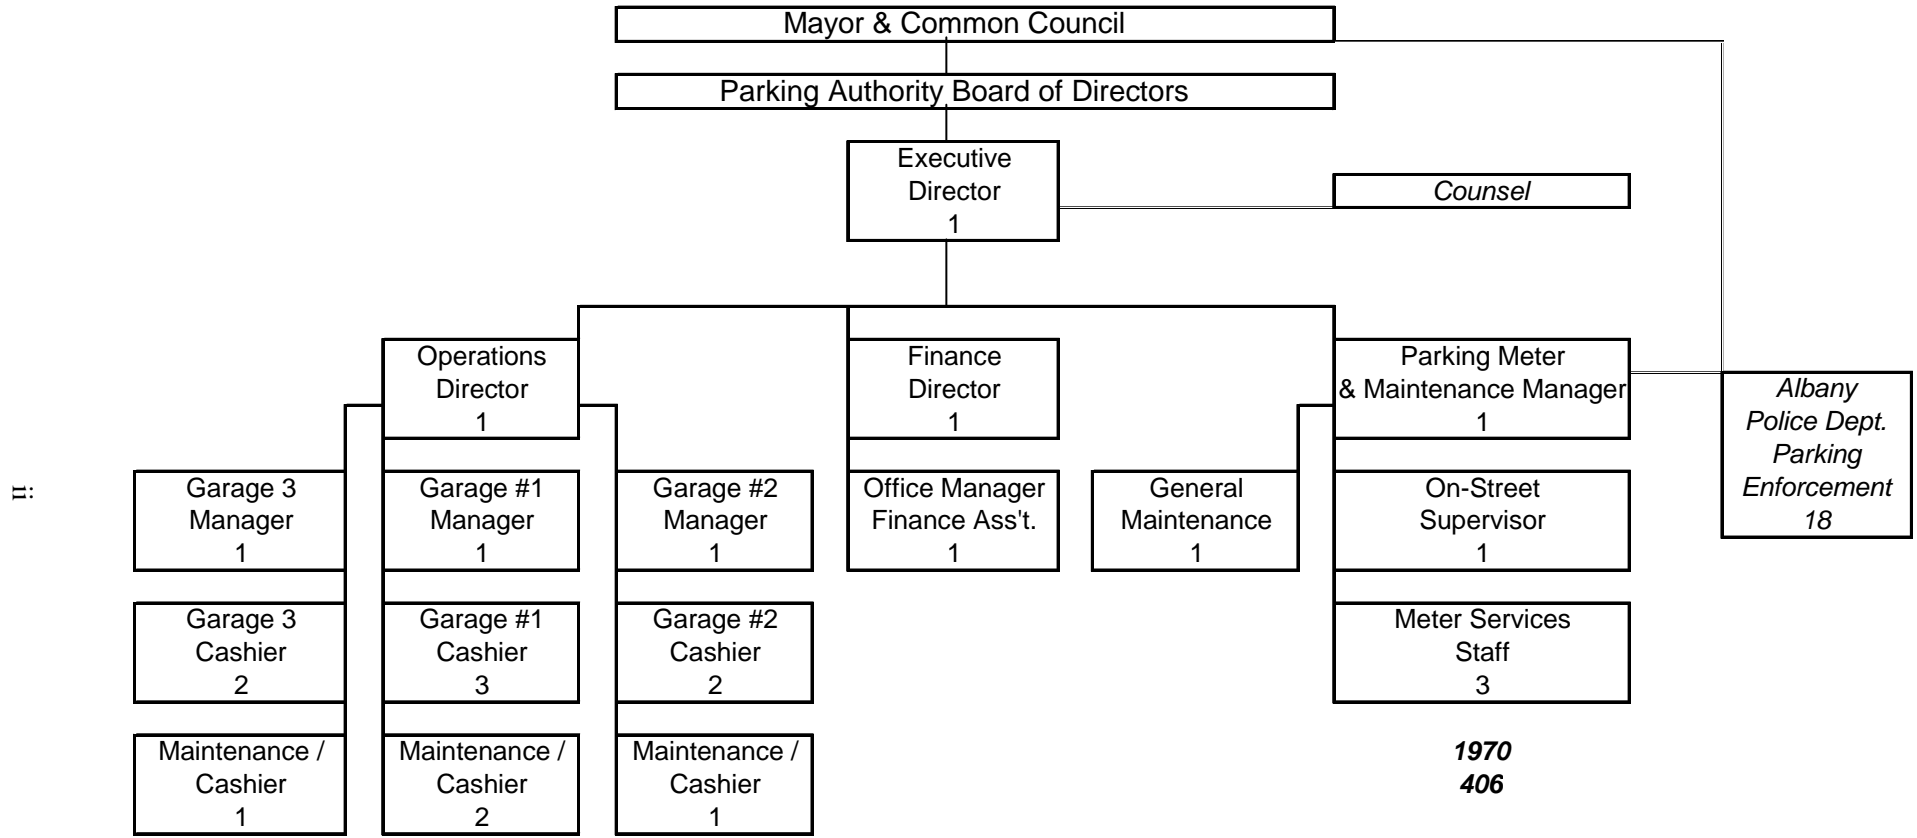 Mayor & Common Council
Parking Authority Board of Directors
Executive
Director
1
Counsel
Operations
Director
1
Finance
Director
1
Parking Meter
& Maintenance Manager
1
Albany
Police Dept.
Parking
Enforcement
18
Garage 3
Manager
1
Garage #1
Manager
1
Garage #2
Manager
1
Office Manager
Finance Ass't.
1
General
Maintenance
1
On-Street
Supervisor
1
Garage 3
Cashier
2
Garage #1
Cashier
3
Garage #2
Cashier
2
Meter Services
Staff
3
Maintenance /
Cashier
1
Maintenance /
Cashier
2
Maintenance /
Cashier
1
1970
406
ii